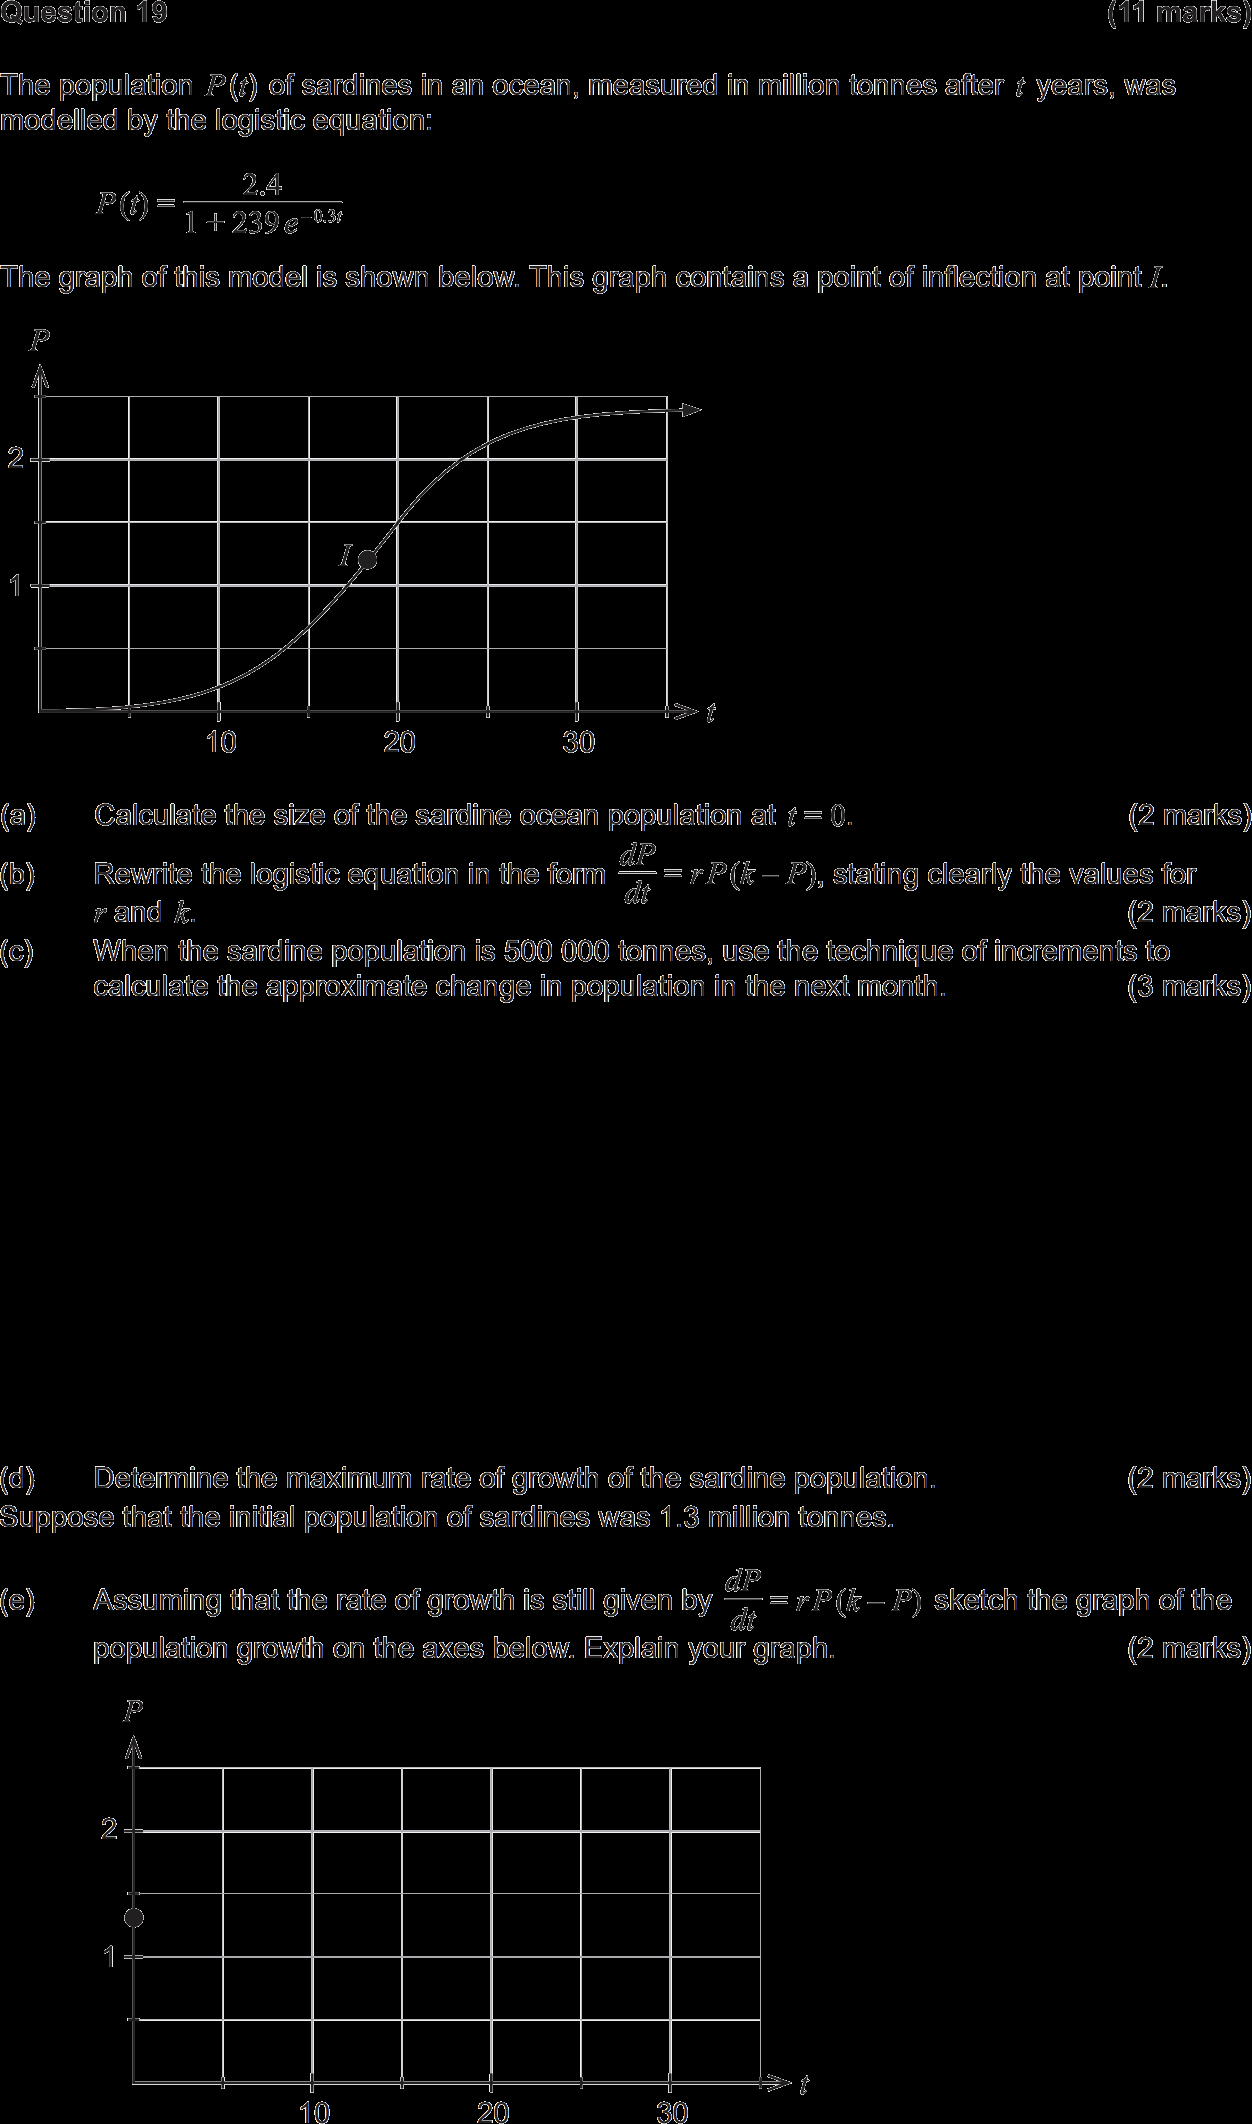 Question 19 (11 marks)
The population P(t) of sardines in an ocean, measured in million tonnes after t years, was
modelled by the logistic equation:
P(t) = 2.4 / (1 + 239 e^(−0.3t))
The graph of this model is shown below. This graph contains a point of inflection at point I.
P
2
I
1
t
10 20 30
(a) Calculate the size of the sardine ocean population at t = 0. (2 marks)
(b) Rewrite the logistic equation in the form dP/dt = r P(k – P), stating clearly the values for
r and k. (2 marks)
(c) When the sardine population is 500 000 tonnes, use the technique of increments to
calculate the approximate change in population in the next month. (3 marks)
(d) Determine the maximum rate of growth of the sardine population. (2 marks)
Suppose that the initial population of sardines was 1.3 million tonnes.
(e) Assuming that the rate of growth is still given by dP/dt = r P(k – P) sketch the graph of the
population growth on the axes below. Explain your graph. (2 marks)
P
2
1
t
10 20 30